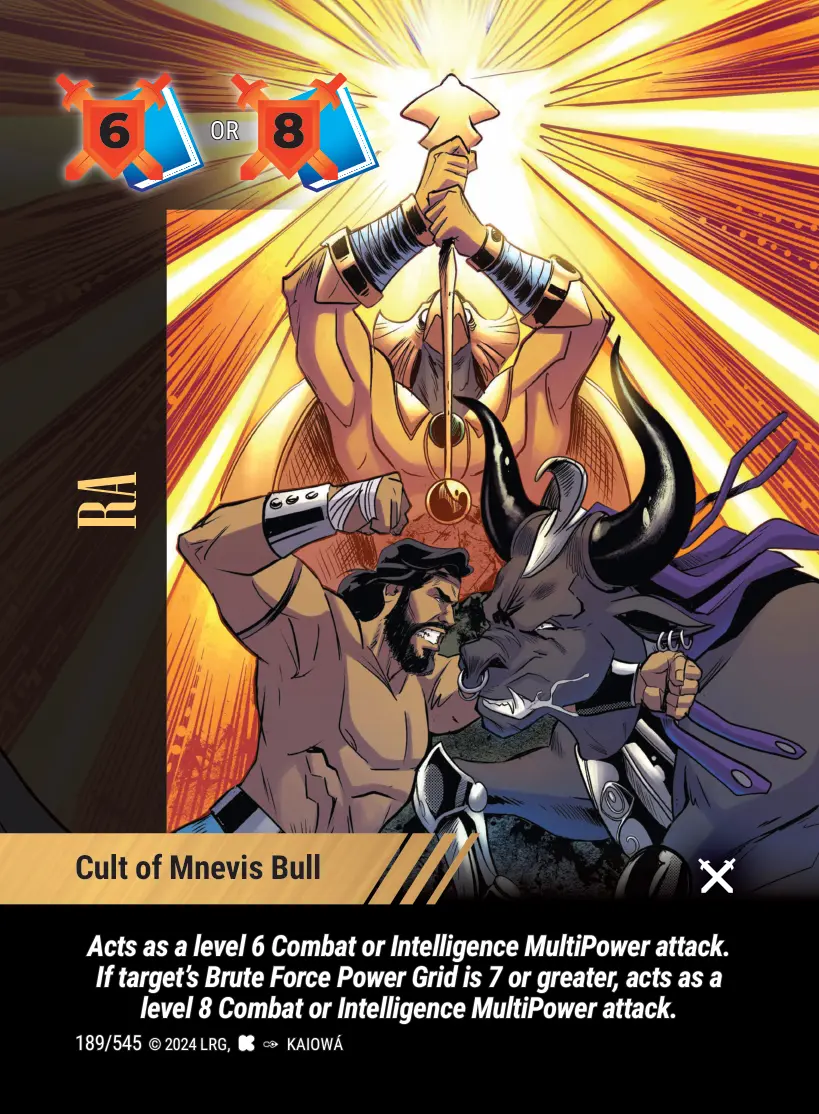 6 OR 8
RA
Cult of Mnevis Bull
Acts as a level 6 Combat or Intelligence MultiPower attack.
If target’s Brute Force Power Grid is 7 or greater, acts as a
level 8 Combat or Intelligence MultiPower attack.
189/545 © 2024 LRG, KAIOWÁ